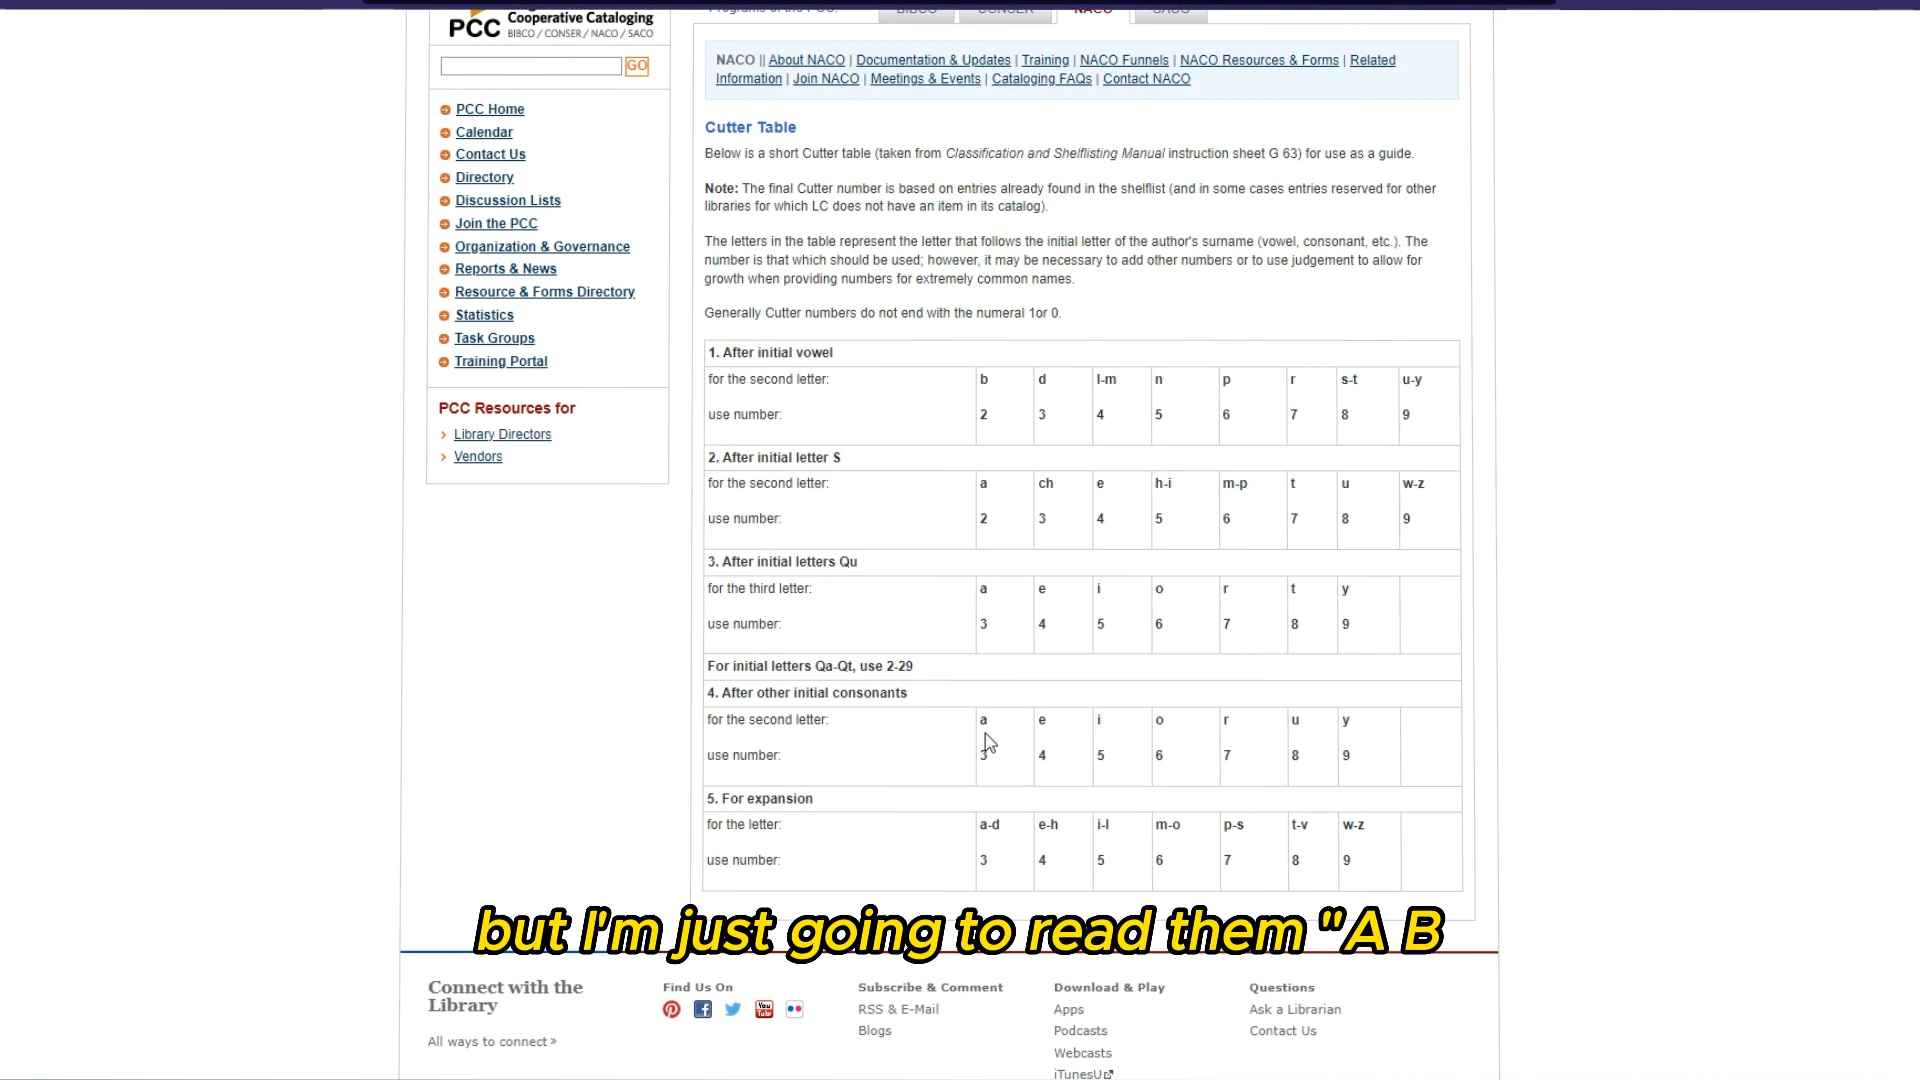 Cooperative Cataloging
PCC BIBCO / CONSER / NACO / SACO
GO
PCC Home
Calendar
Contact Us
Directory
Discussion Lists
Join the PCC
Organization & Governance
Reports & News
Resource & Forms Directory
Statistics
Task Groups
Training Portal
PCC Resources for
Library Directors
Vendors
BIBCO CONSER NACO SACO
NACO || About NACO | Documentation & Updates | Training | NACO Funnels | NACO Resources & Forms | Related
Information | Join NACO | Meetings & Events | Cataloging FAQs | Contact NACO
Cutter Table
Below is a short Cutter table (taken from Classification and Shelflisting Manual instruction sheet G 63) for use as a guide.
Note: The final Cutter number is based on entries already found in the shelflist (and in some cases entries reserved for other
libraries for which LC does not have an item in its catalog).
The letters in the table represent the letter that follows the initial letter of the author's surname (vowel, consonant, etc.). The
number is that which should be used; however, it may be necessary to add other numbers or to use judgement to allow for
growth when providing numbers for extremely common names.
Generally Cutter numbers do not end with the numeral 1or 0.
1. After initial vowel
for the second letter: b d l-m n p r s-t u-y
use number: 2 3 4 5 6 7 8 9
2. After initial letter S
for the second letter: a ch e h-i m-p t u w-z
use number: 2 3 4 5 6 7 8 9
3. After initial letters Qu
for the third letter: a e i o r t y
use number: 3 4 5 6 7 8 9
For initial letters Qa-Qt, use 2-29
4. After other initial consonants
for the second letter: a e i o r u y
use number: 3 4 5 6 7 8 9
5. For expansion
for the letter: a-d e-h i-l m-o p-s t-v w-z
use number: 3 4 5 6 7 8 9
but I'm just going to read them "A B
Connect with the
Library
All ways to connect »
Find Us On
You
Tube
Subscribe & Comment
RSS & E-Mail
Blogs
Download & Play
Apps
Podcasts
Webcasts
iTunesU
Questions
Ask a Librarian
Contact Us